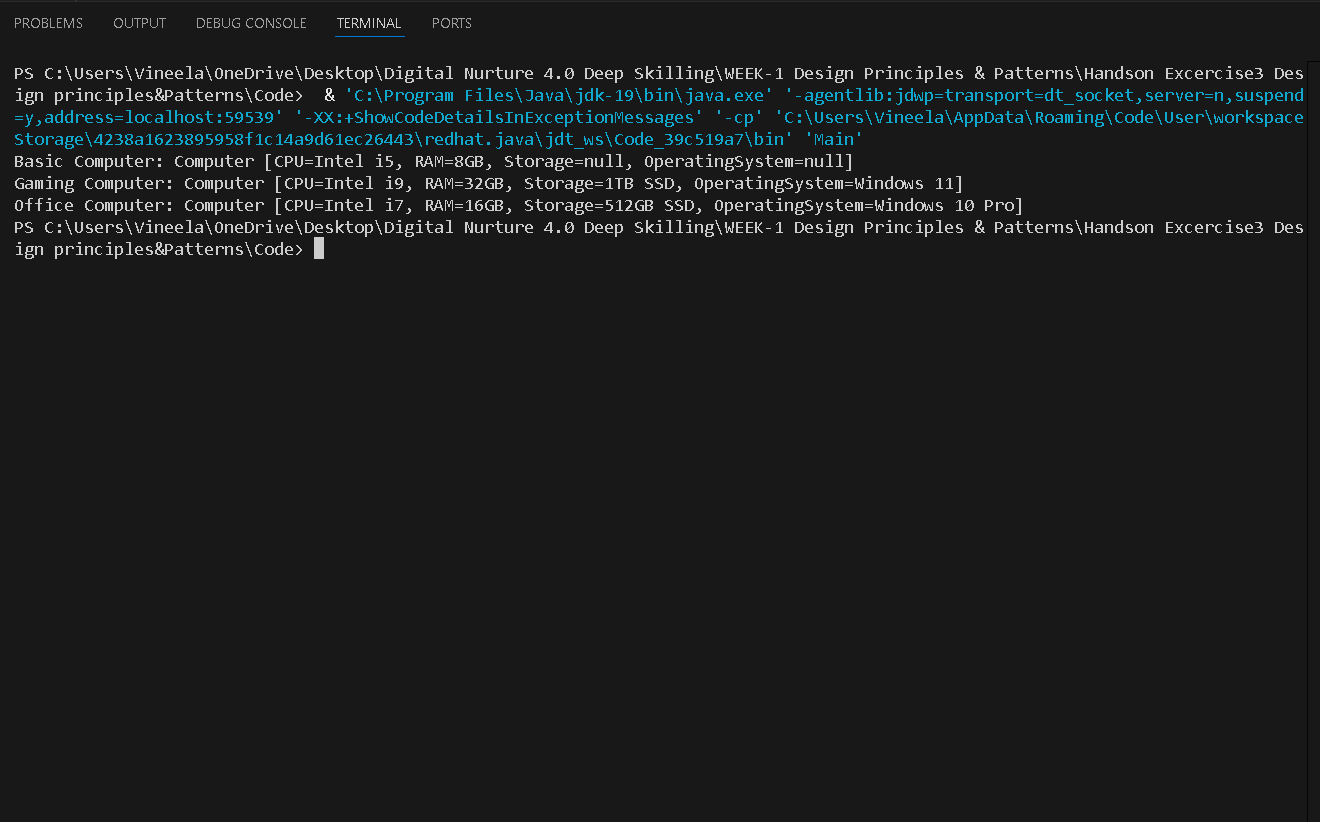 PROBLEMS OUTPUT DEBUG CONSOLE TERMINAL PORTS
PS C:\Users\Vineela\OneDrive\Desktop\Digital Nurture 4.0 Deep Skilling\WEEK-1 Design Principles & Patterns\Handson Excercise3 Des
ign principles&Patterns\Code>  & 'C:\Program Files\Java\jdk-19\bin\java.exe' '-agentlib:jdwp=transport=dt_socket,server=n,suspend
=y,address=localhost:59539' '-XX:+ShowCodeDetailsInExceptionMessages' '-cp' 'C:\Users\Vineela\AppData\Roaming\Code\User\workspace
Storage\4238a1623895958f1c14a9d61ec26443\redhat.java\jdt_ws\Code_39c519a7\bin' 'Main'
Basic Computer: Computer [CPU=Intel i5, RAM=8GB, Storage=null, OperatingSystem=null]
Gaming Computer: Computer [CPU=Intel i9, RAM=32GB, Storage=1TB SSD, OperatingSystem=Windows 11]
Office Computer: Computer [CPU=Intel i7, RAM=16GB, Storage=512GB SSD, OperatingSystem=Windows 10 Pro]
PS C:\Users\Vineela\OneDrive\Desktop\Digital Nurture 4.0 Deep Skilling\WEEK-1 Design Principles & Patterns\Handson Excercise3 Des
ign principles&Patterns\Code>